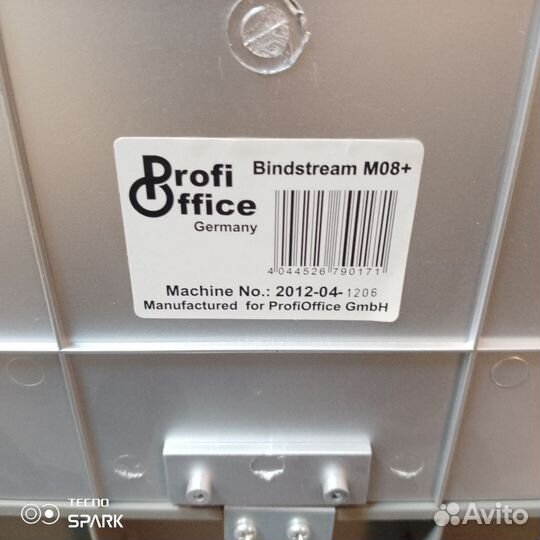 Profi
Office
Germany
Bindstream M08+
4 044526 790171
Machine No.: 2012-04-1206
Manufactured for ProfiOffice GmbH
TECNO
SPARK
Avito